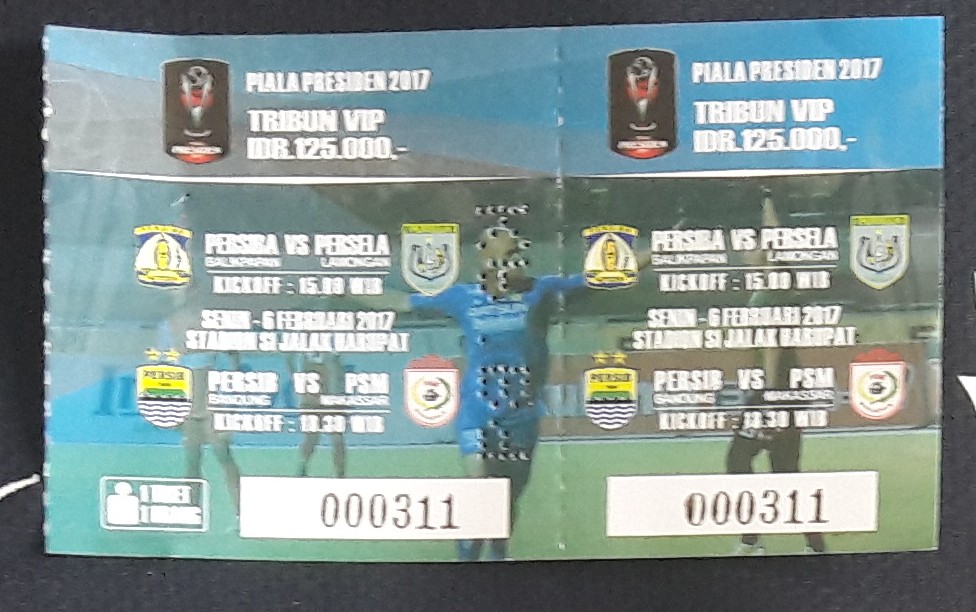 PIALA PRESIDEN 2017
TRIBUN VIP
IDR.125.000,-
PERSIBA VS PERSELA
BALIKPAPAN LAMONGAN
KICKOFF : 15.00 WIB
SENIN - 6 FEBRUARI 2017
STADION SI JALAK HARUPAT
PERSIB
PERSIB VS PSM
BANDUNG MAKASSAR
KICKOFF : 18.30 WIB
1 TIKET
1 ORANG
000311
PIALA PRESIDEN 2017
TRIBUN VIP
IDR.125.000,-
PRESIDEN
PERSIBA VS PERSELA
BALIKPAPAN LAMONGAN
KICKOFF : 15.00 WIB
SENIN - 6 FEBRUARI 2017
STADION SI JALAK HARUPAT
PERSIB VS PSM
BANDUNG MAKASSAR
KICKOFF : 18.30 WIB
000311